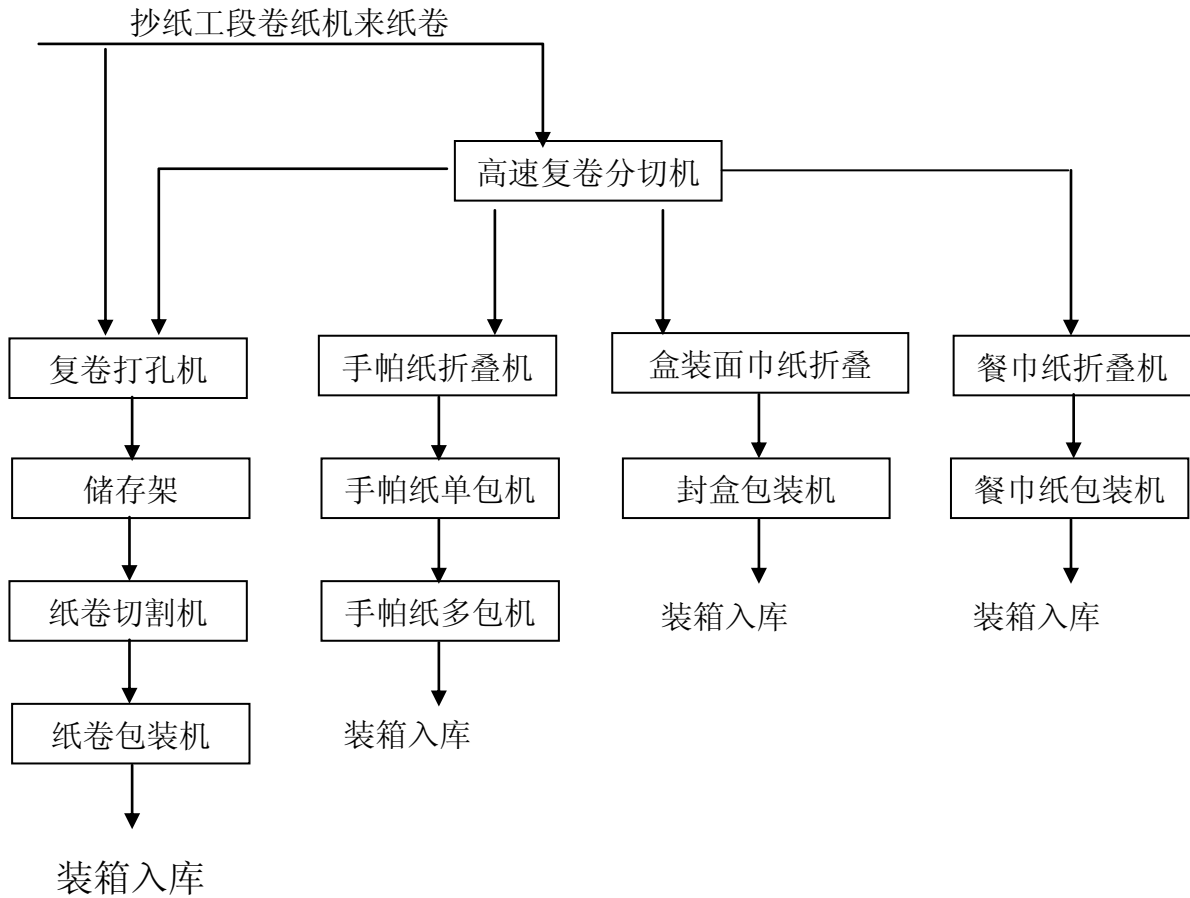 抄纸工段卷纸机来纸卷
高速复卷分切机
复卷打孔机
手帕纸折叠机
盒装面巾纸折叠
餐巾纸折叠机
储存架
手帕纸单包机
封盒包装机
餐巾纸包装机
纸卷切割机
手帕纸多包机
装箱入库
装箱入库
纸卷包装机
装箱入库
装箱入库